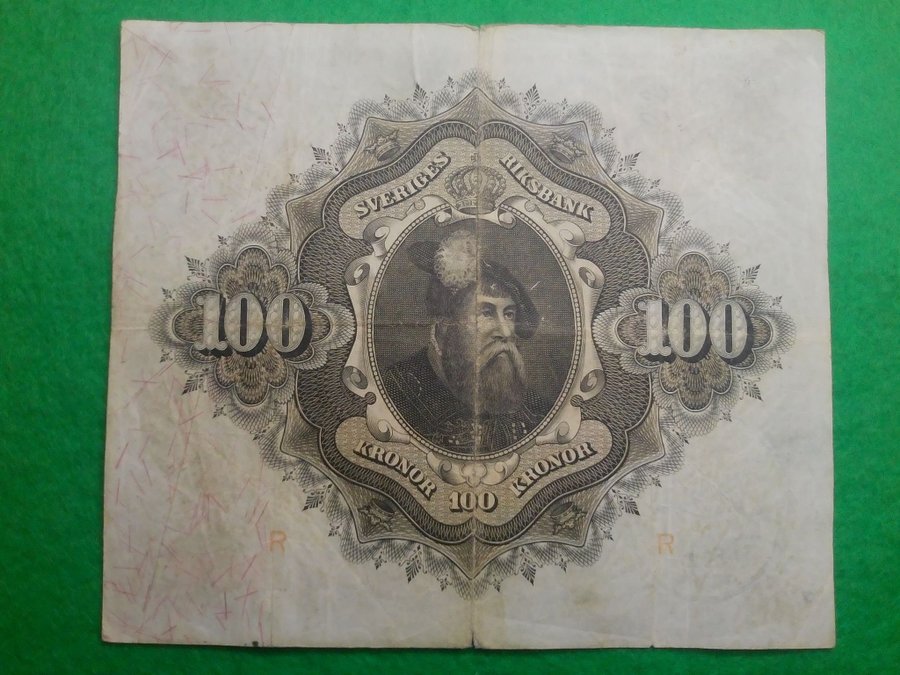 SVERIGES RIKSBANK
100 100
KRONOR 100 KRONOR
R R